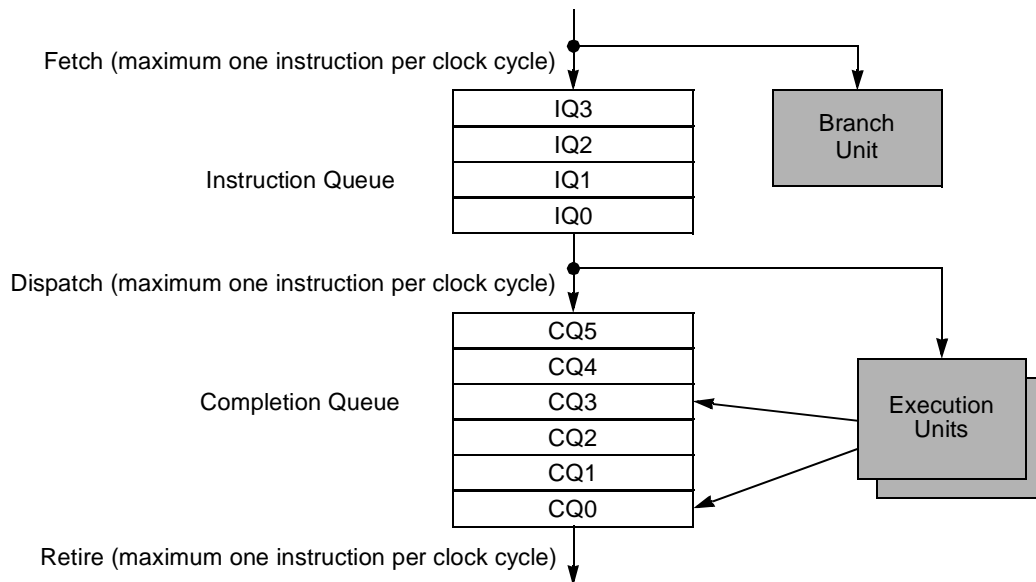 Fetch (maximum one instruction per clock cycle)
IQ3
IQ2
IQ1
IQ0
Instruction Queue
Branch
Unit
Dispatch (maximum one instruction per clock cycle)
CQ5
CQ4
CQ3
CQ2
CQ1
CQ0
Completion Queue
Execution
Units
Retire (maximum one instruction per clock cycle)